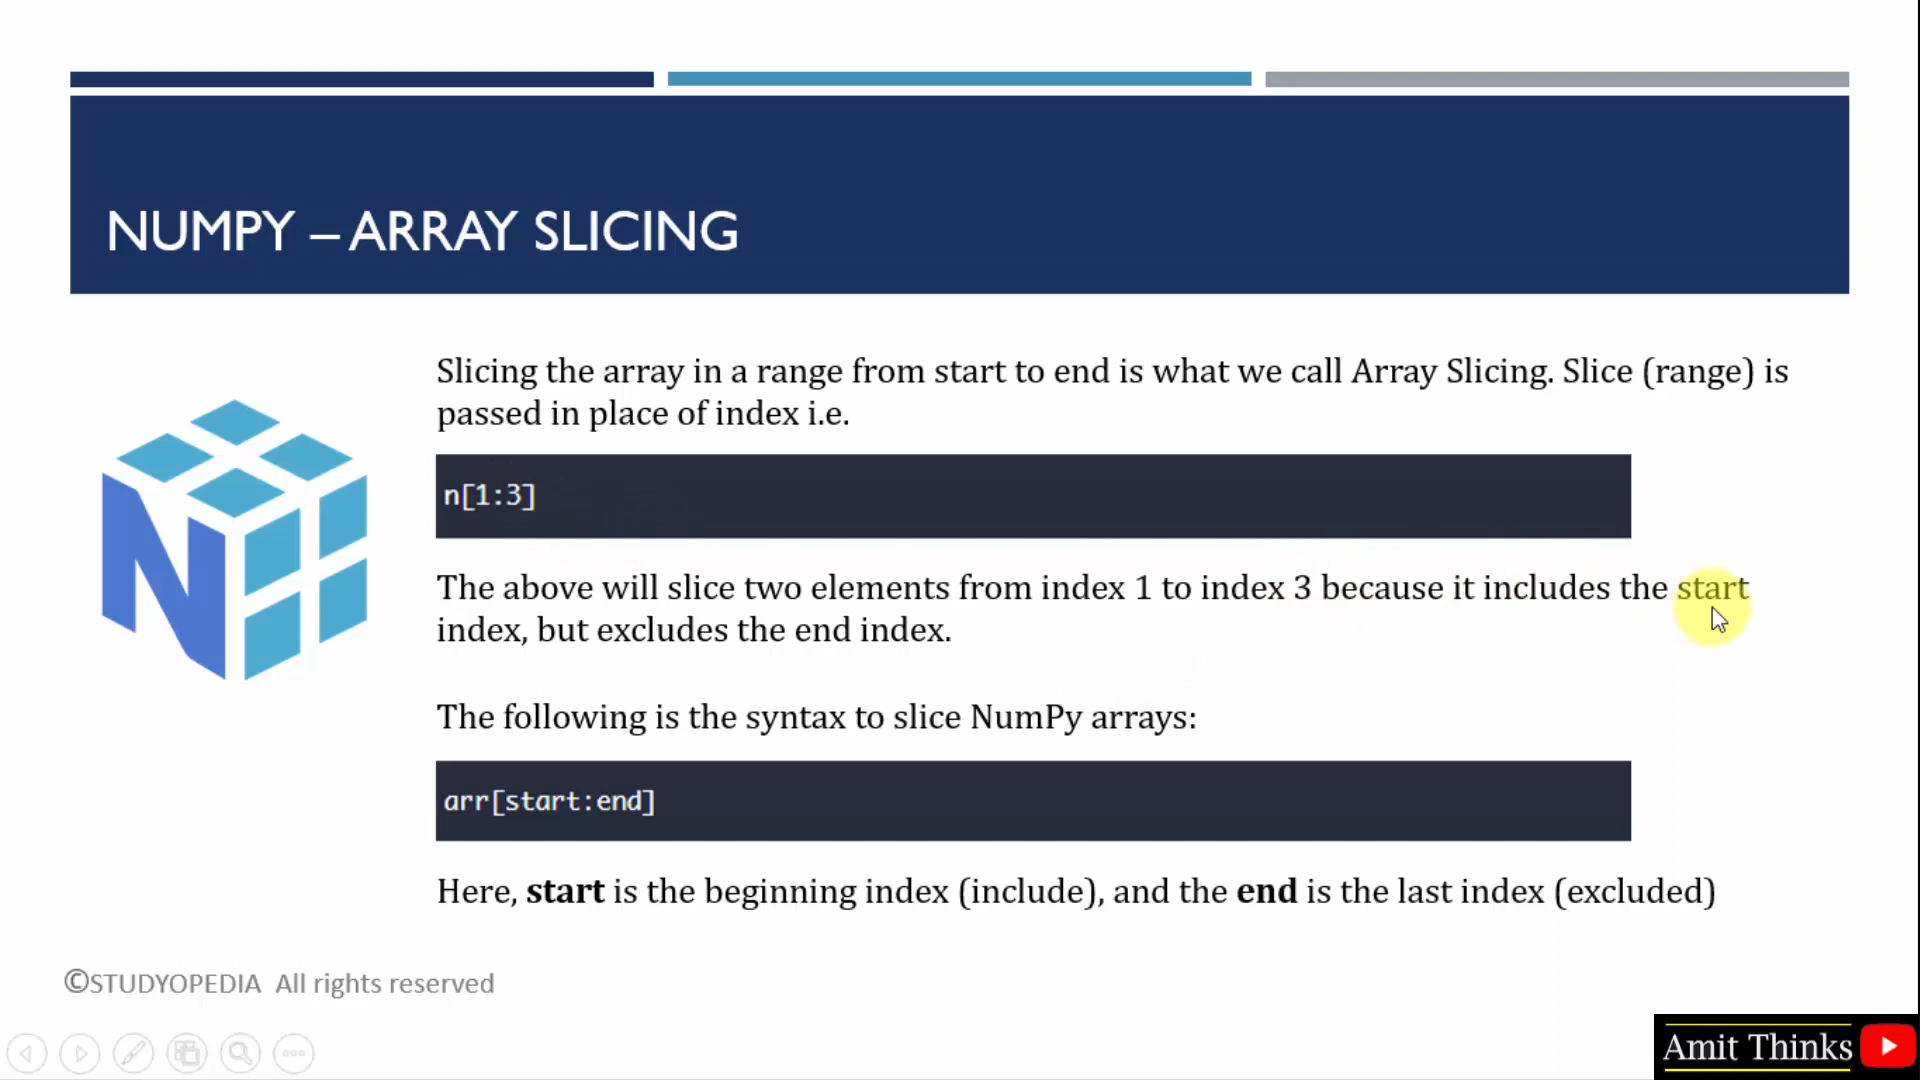 NUMPY – ARRAY SLICING
Slicing the array in a range from start to end is what we call Array Slicing. Slice (range) is
passed in place of index i.e.
n[1:3]
The above will slice two elements from index 1 to index 3 because it includes the start
index, but excludes the end index.
The following is the syntax to slice NumPy arrays:
arr[start:end]
Here, start is the beginning index (include), and the end is the last index (excluded)
©STUDYOPEDIA All rights reserved
Amit Thinks